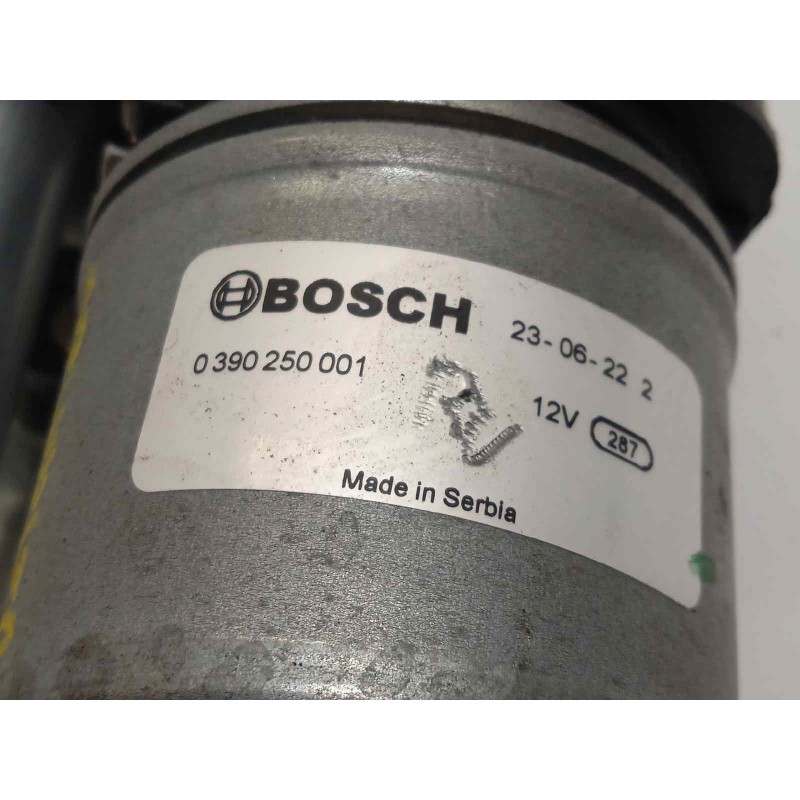 BOSCH
23-06-22 2
0 390 250 001
12V 287
Made in Serbia